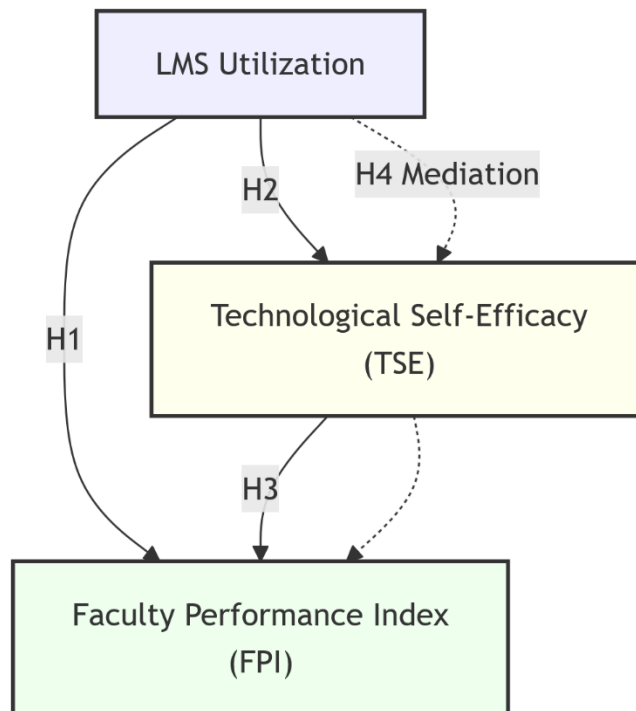 LMS Utilization
H2
H4 Mediation
Technological Self-Efficacy
(TSE)
H1
H3
Faculty Performance Index
(FPI)